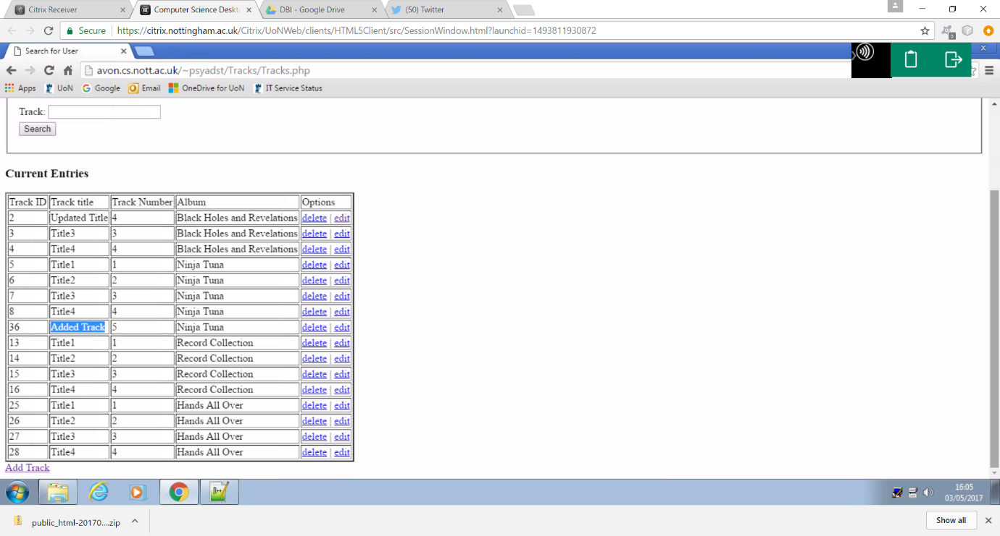 Citrix Receiver
Computer Science Deskt
DBI - Google Drive
(50) Twitter
Secure https://citrix.nottingham.ac.uk/Citrix/UoNWeb/clients/HTML5Client/src/SessionWindow.html?launchid=1493811930872
Search for User
avon.cs.nott.ac.uk/~psyadst/Tracks/Tracks.php
Apps UoN Google Email OneDrive for UoN IT Service Status
Track:
Search
Current Entries
Track ID Track title Track Number Album Options
2 Updated Title 4 Black Holes and Revelations delete | edit
3 Title3 3 Black Holes and Revelations delete | edit
4 Title4 4 Black Holes and Revelations delete | edit
5 Title1 1 Ninja Tuna delete | edit
6 Title2 2 Ninja Tuna delete | edit
7 Title3 3 Ninja Tuna delete | edit
8 Title4 4 Ninja Tuna delete | edit
36 Added Track 5 Ninja Tuna delete | edit
13 Title1 1 Record Collection delete | edit
14 Title2 2 Record Collection delete | edit
15 Title3 3 Record Collection delete | edit
16 Title4 4 Record Collection delete | edit
25 Title1 1 Hands All Over delete | edit
26 Title2 2 Hands All Over delete | edit
27 Title3 3 Hands All Over delete | edit
28 Title4 4 Hands All Over delete | edit
Add Track
16:05
03/05/2017
public_html-20170....zip
Show all